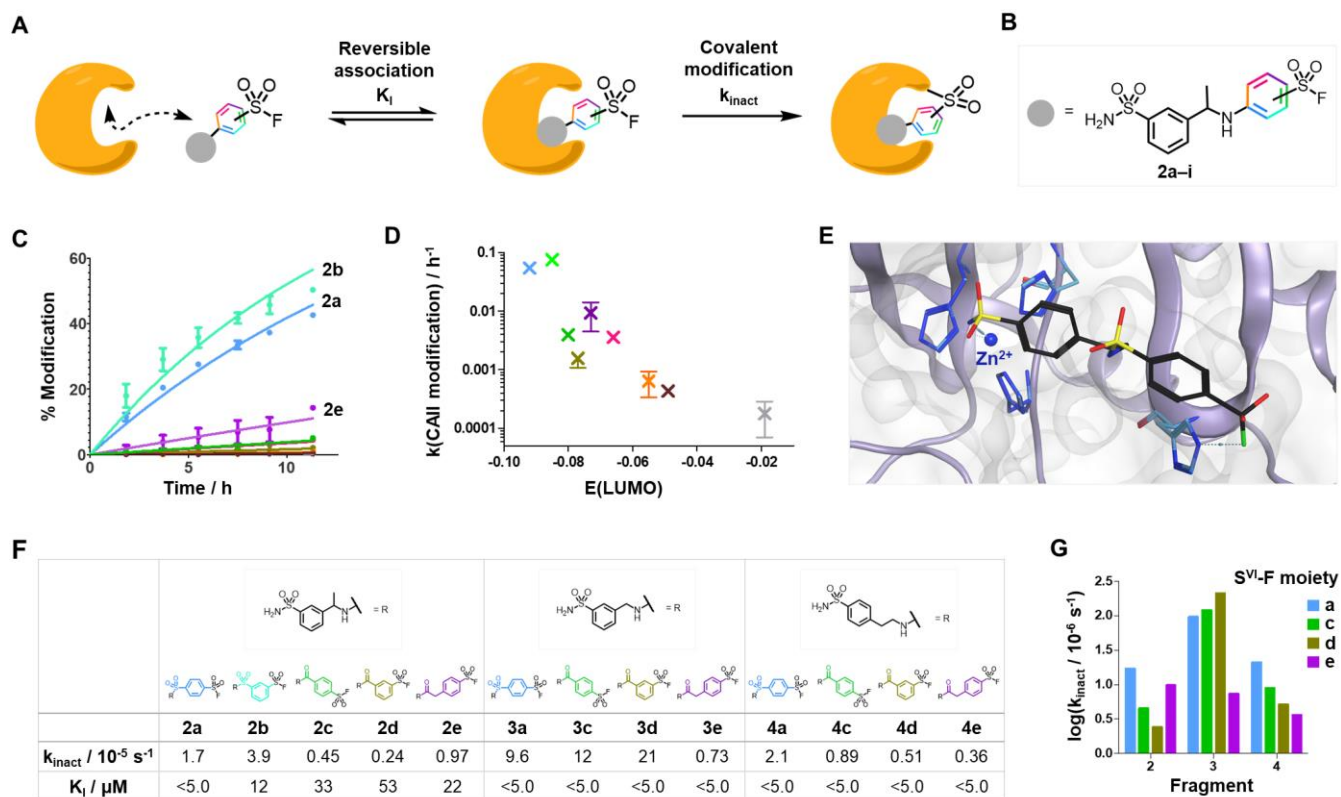 A
Reversible
association
K_I
Covalent
modification
k_inact
B
H₂N
N
H
F
2a–i
C
% Modification
60
40
20
0
0
5
10
Time / h
2b
2a
2e
D
k(CAII modification) / h⁻¹
0.1
0.01
0.001
0.0001
-0.10
-0.08
-0.06
-0.04
-0.02
E(LUMO)
E
Zn²⁺
F
= R
= R
= R
2a 2b 2c 2d 2e 3a 3c 3d 3e 4a 4c 4d 4e
k_inact / 10⁻⁵ s⁻¹ 1.7 3.9 0.45 0.24 0.97 9.6 12 21 0.73 2.1 0.89 0.51 0.36
K_I / µM <5.0 12 33 53 22 <5.0 <5.0 <5.0 <5.0 <5.0 <5.0 <5.0 <5.0
G
log(k_inact / 10⁻⁶ s⁻¹)
2.5
2.0
1.5
1.0
0.5
0.0
2 3 4
Fragment
S^VI-F moiety
a
c
d
e